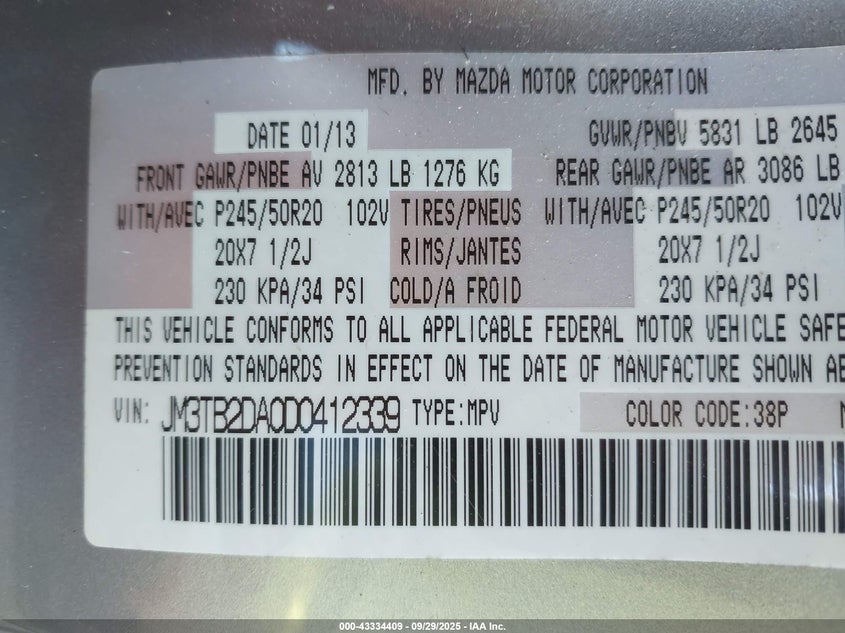 MFD. BY MAZDA MOTOR CORPORATION
DATE 01/13 GVWR/PNBV 5831 LB 2645
FRONT GAWR/PNBE AV 2813 LB 1276 KG REAR GAWR/PNBE AR 3086 LB
WITH/AVEC P245/50R20 102V TIRES/PNEUS WITH/AVEC P245/50R20 102V
20X7 1/2J RIMS/JANTES 20X7 1/2J
230 KPA/34 PSI COLD/A FROID 230 KPA/34 PSI
THIS VEHICLE CONFORMS TO ALL APPLICABLE FEDERAL MOTOR VEHICLE SAFE
PREVENTION STANDARDS IN EFFECT ON THE DATE OF MANUFACTURE SHOWN AB
VIN: JM3TB2DA0D0412339 TYPE:MPV COLOR CODE:38P
000-43334409 - 09/29/2025 - IAA Inc.